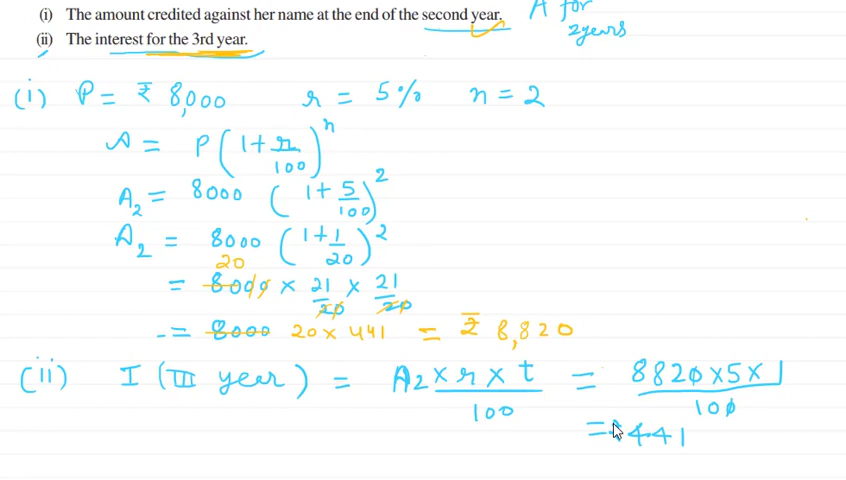 (i) The amount credited against her name at the end of the second year. A for
(ii) The interest for the 3rd year. 2years
(i) P = ₹ 8,000 r = 5% n = 2
A = P(1+r/100)^n
A₂ = 8000 (1+5/100)^2
A₂ = 8000 (1+1/20)^2
20
= 8000 × 21/20 × 21/20
= 8000 20 × 441 = ₹ 8,820
(ii) I (III year) = A₂ × r × t/100 = 8820×5×1/100
= 441